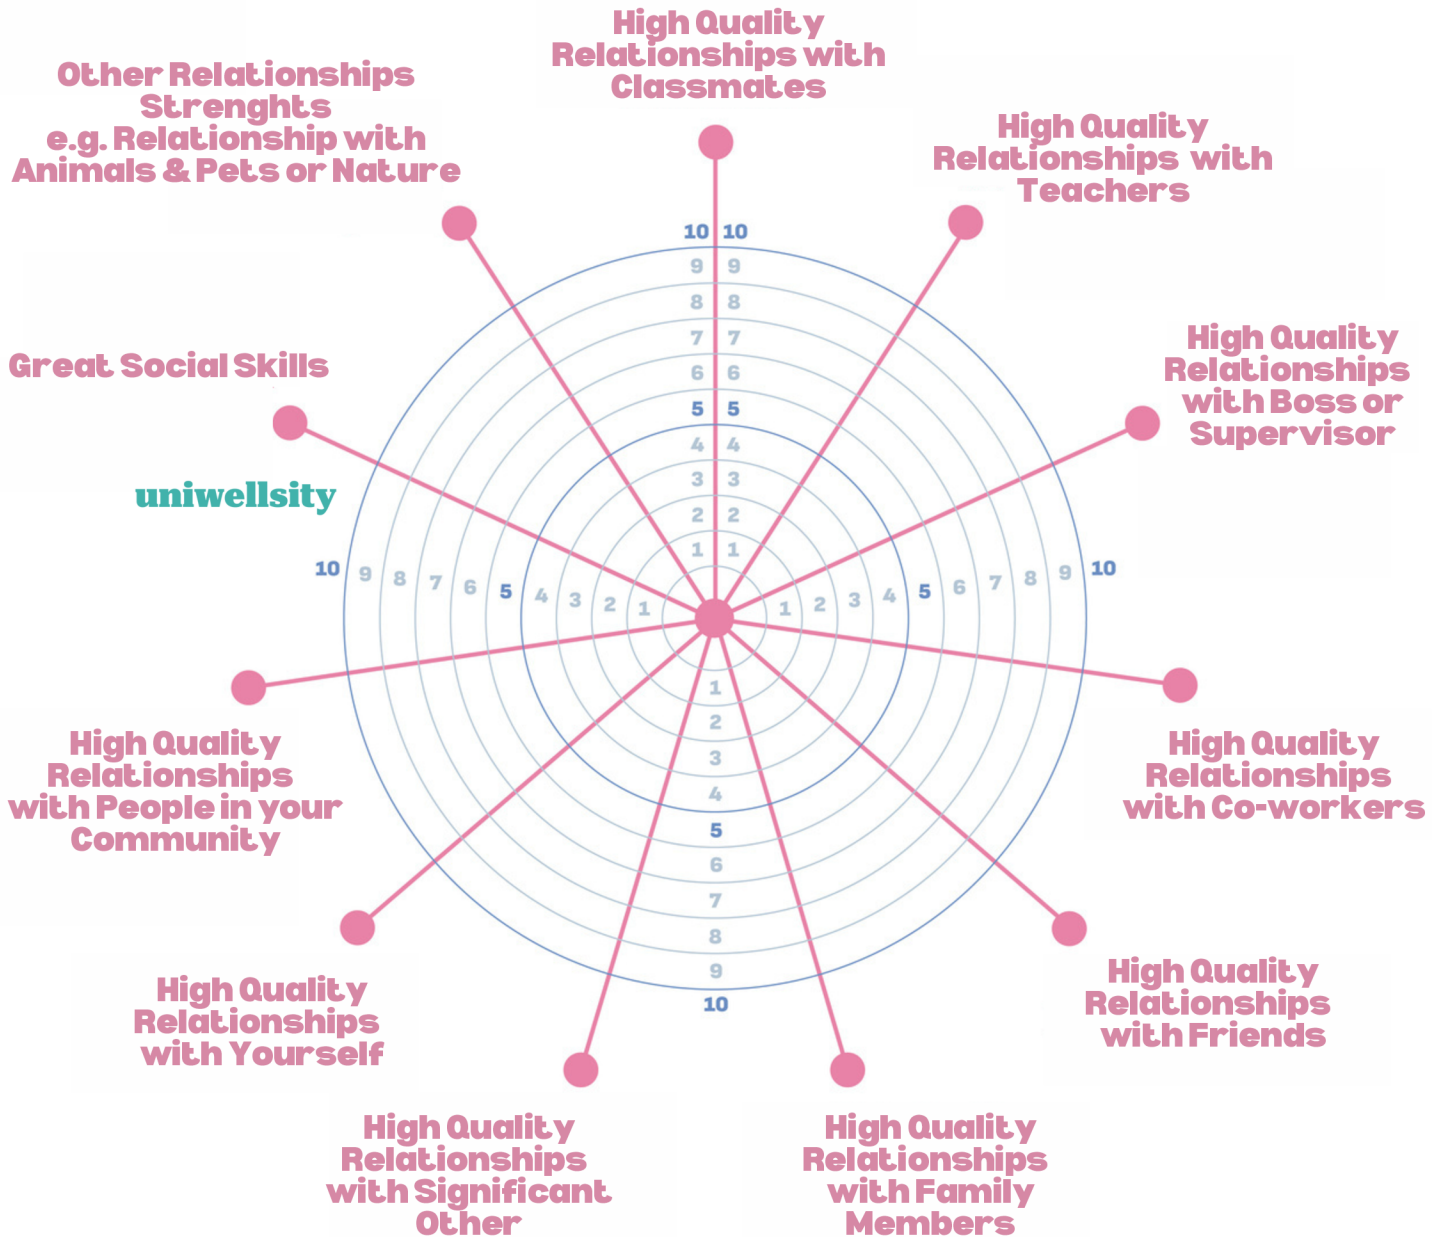 High Quality
Relationships with
Classmates
Other Relationships
Strenghts
e.g. Relationship with
Animals & Pets or Nature
High Quality
Relationships with
Teachers
High Quality
Relationships
with Boss or
Supervisor
Great Social Skills
uniwellsity
10 10
9 9
8 8
7 7
6 6
5 5
4 4
3 3
2 2
1 1
10 9 8 7 6 5 4 3 2 1
1 2 3 4 5 6 7 8 9 10
1
2
3
4
5
6
7
8
9
10
High Quality
Relationships
with People in your
Community
High Quality
Relationships
with Co-workers
High Quality
Relationships
with Yourself
High Quality
Relationships
with Friends
High Quality
Relationships
with Significant
Other
High Quality
Relationships
with Family
Members